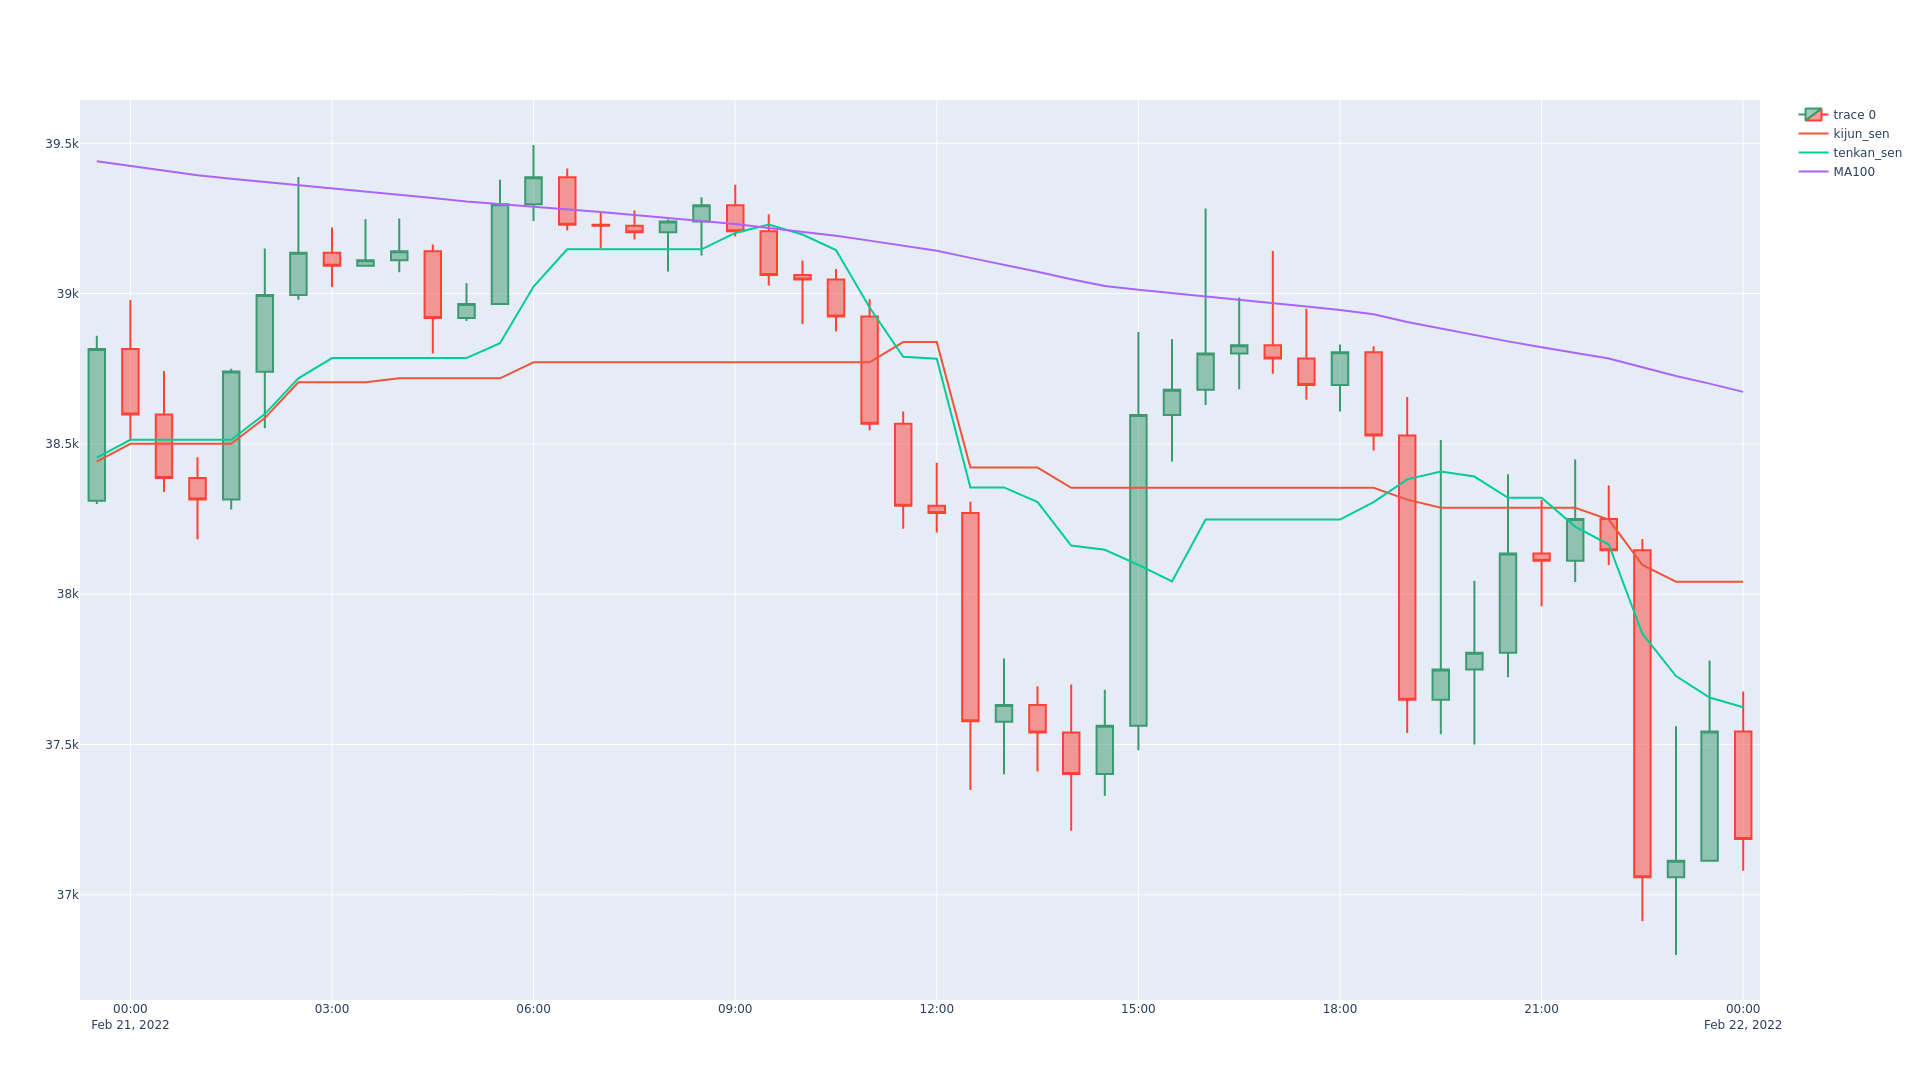 39.5k
39k
38.5k
38k
37.5k
37k
00:00
Feb 21, 2022
03:00
06:00
09:00
12:00
15:00
18:00
21:00
00:00
Feb 22, 2022
trace 0
kijun_sen
tenkan_sen
MA100